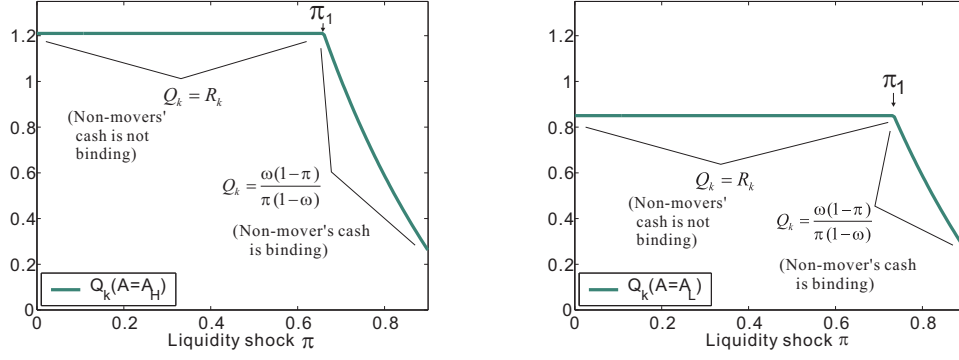 π₁
1.2
1
0.8
0.6
0.4
0.2
0
Q_k = R_k
(Non-movers'
cash is not
binding)
Q_k = ω(1−π) / π(1−ω)
(Non-mover's cash
is binding)
Q_k(A=A_H)
0 0.2 0.4 0.6 0.8
Liquidity shock π
π₁
1.2
1
0.8
0.6
0.4
0.2
0
Q_k = R_k
(Non-movers'
cash is not
binding)
Q_k = ω(1−π) / π(1−ω)
(Non-mover's cash
is binding)
Q_k(A=A_L)
0 0.2 0.4 0.6 0.8
Liquidity shock π